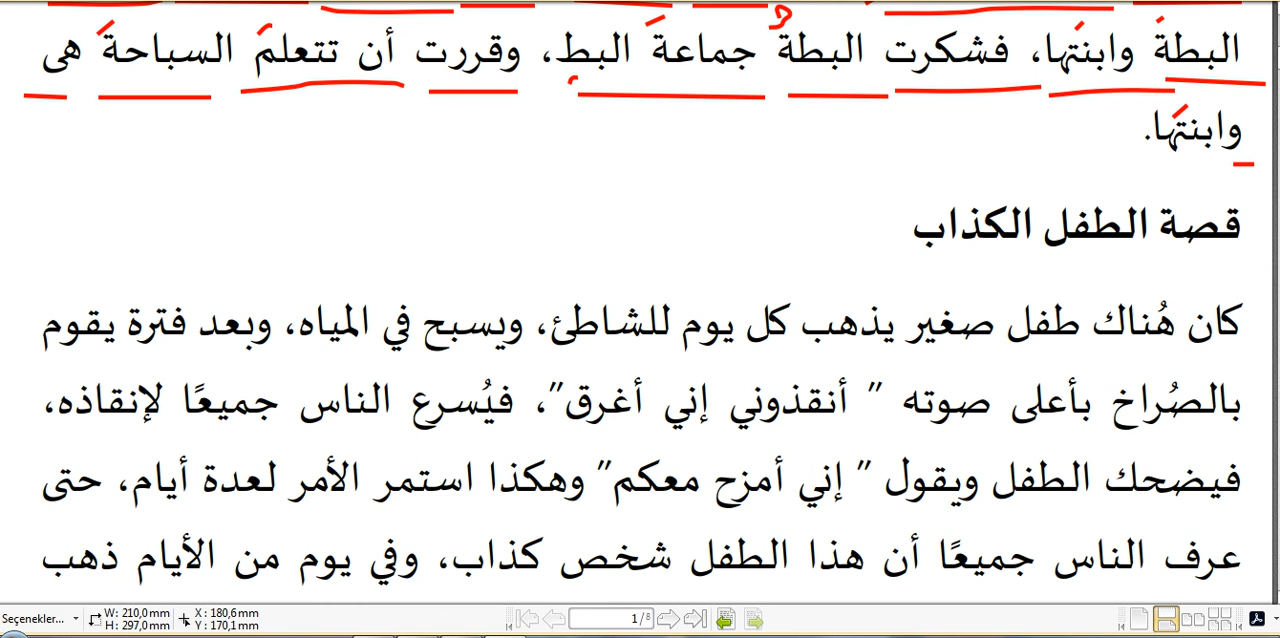 البطة وابنتها، فشكرت البطةُ جماعة البط، وقررت أن تتعلم السباحة هى
وابنتها.
قصة الطفل الكذاب
كان هُناك طفل صغير يذهب كل يوم للشاطئ، ويسبح في المياه، وبعد فترة يقوم
بالصُراخ بأعلى صوته " أنقذوني إني أغرق"، فيُسرع الناس جميعًا لإنقاذه،
فيضحك الطفل ويقول " إني أمزح معكم" وهكذا استمر الأمر لعدة أيام، حتى
عرف الناس جميعًا أن هذا الطفل شخص كذاب، وفي يوم من الأيام ذهب
Seçenekler... W: 210,0 mm X : 180,6 mm 1/8
H: 297,0 mm Y : 170,1 mm